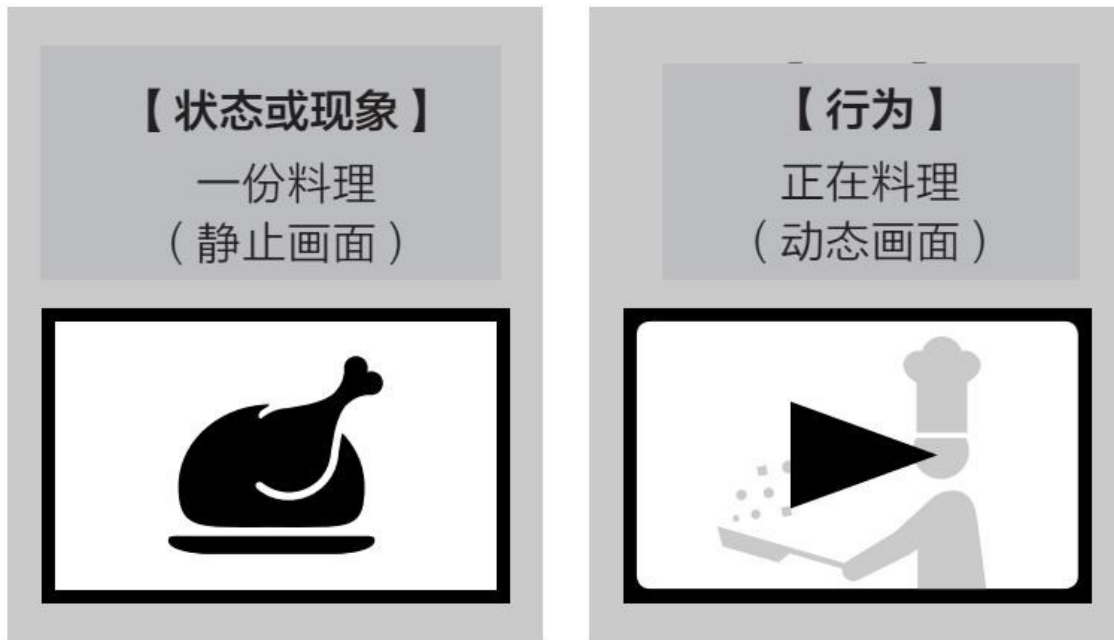 【状态或现象】
一份料理
（静止画面）
【行为】
正在料理
（动态画面）